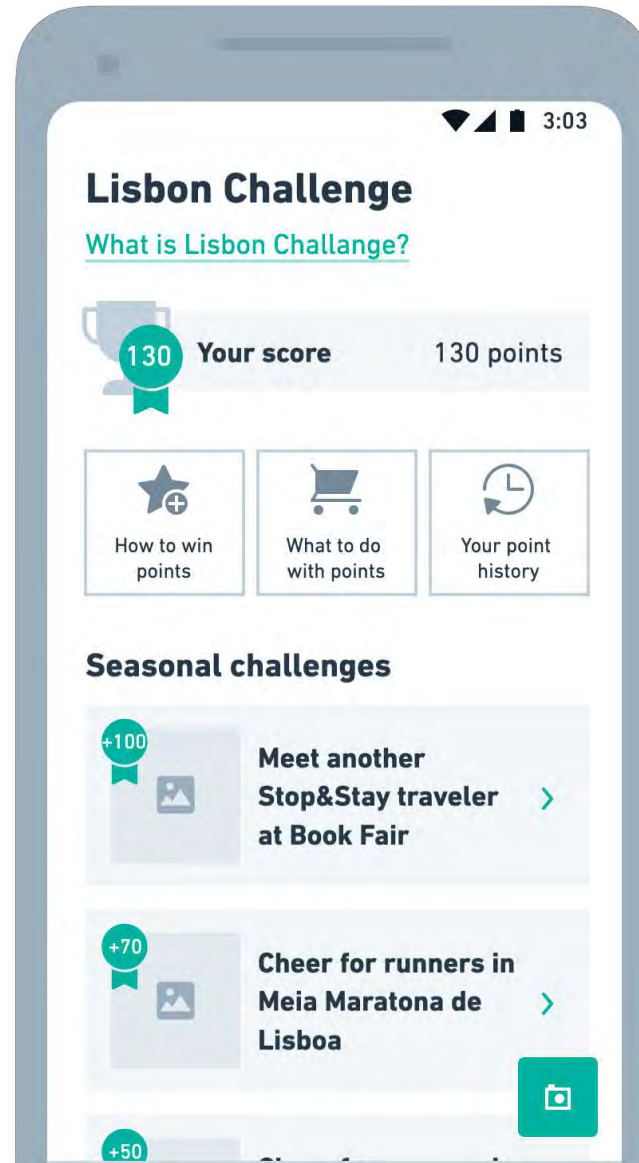 3:03
Lisbon Challenge
What is Lisbon Challange?
130
Your score
130 points
How to win
points
What to do
with points
Your point
history
Seasonal challenges
+100
Meet another
Stop&Stay traveler
at Book Fair
+70
Cheer for runners in
Meia Maratona de
Lisboa
+50